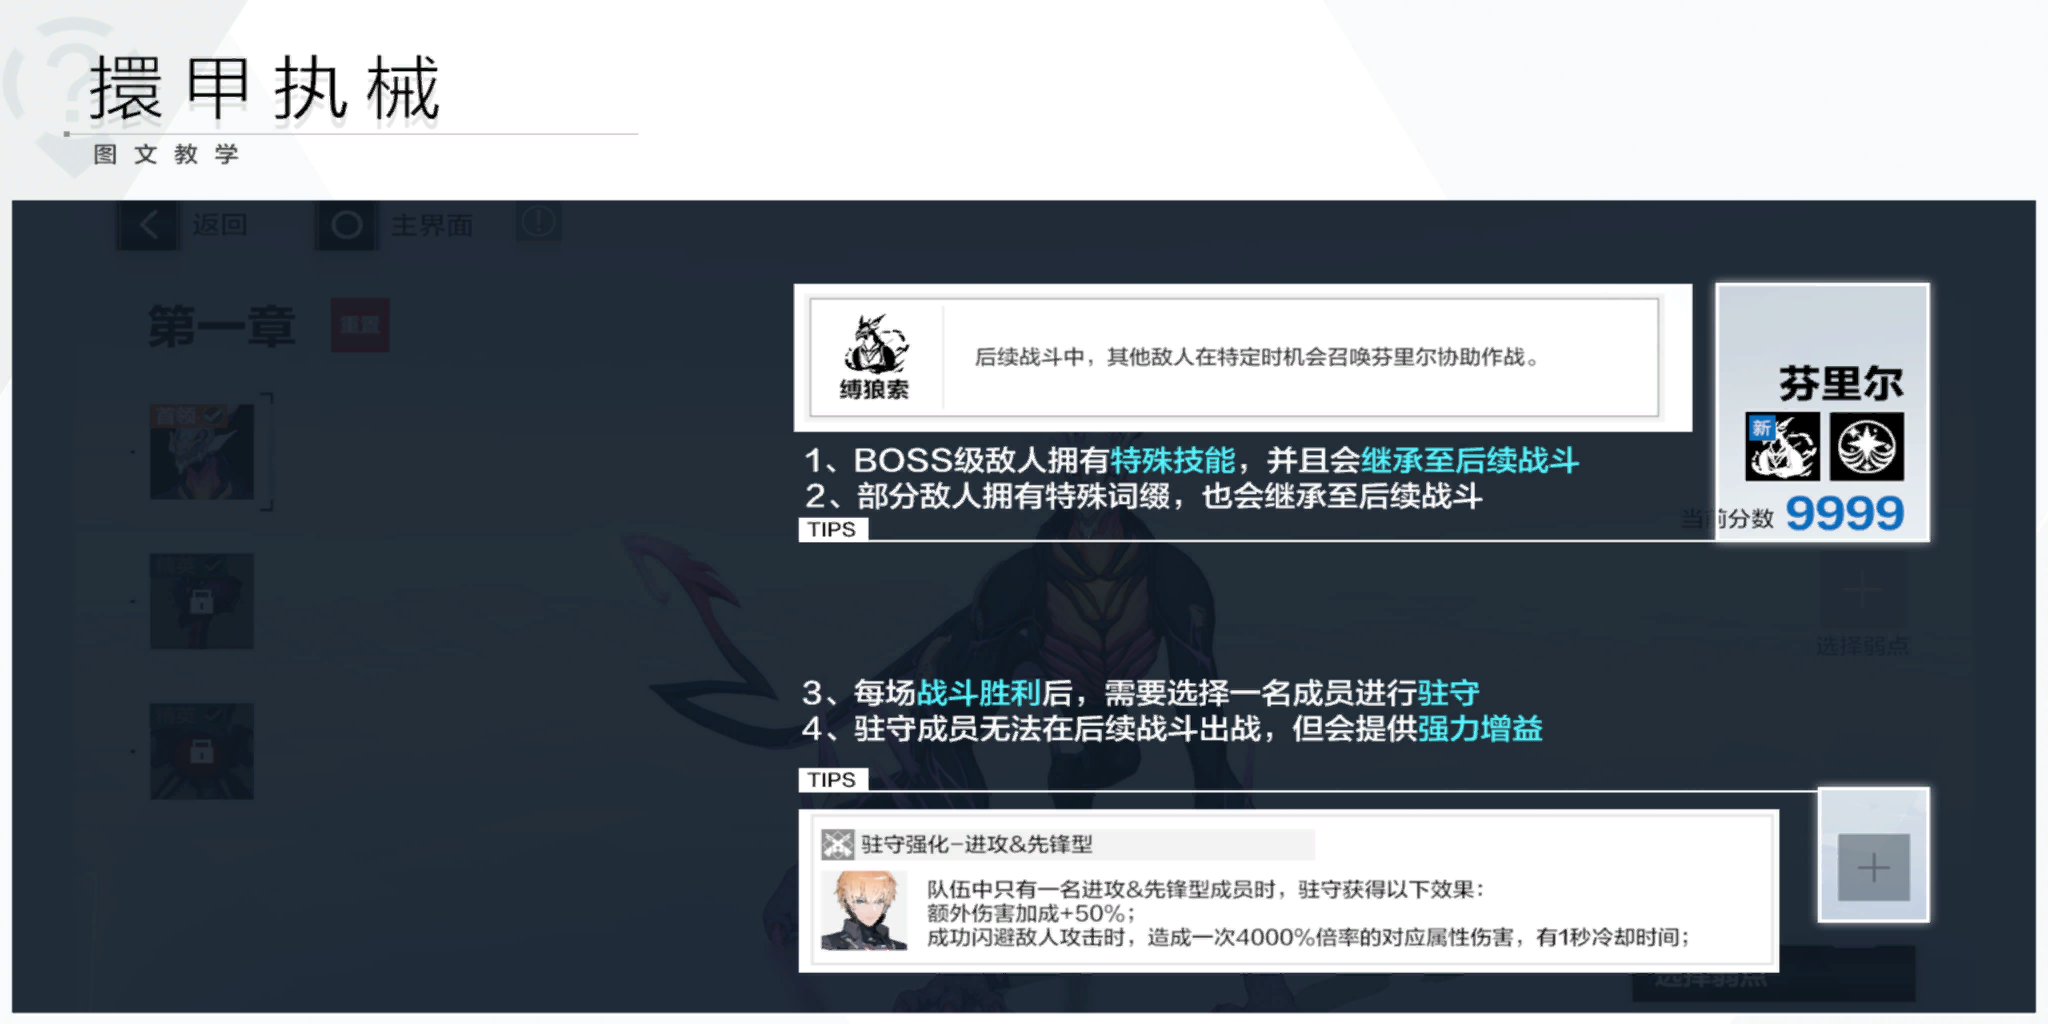 擐甲执械
图文教学
返回
主界面
第一章
重置
首领
精英
精英
缚狼索
后续战斗中，其他敌人在特定时机会召唤芬里尔协助作战。
芬里尔
新
当前分数 9999
1、BOSS级敌人拥有特殊技能，并且会继承至后续战斗
2、部分敌人拥有特殊词缀，也会继承至后续战斗
TIPS
选择弱点
3、每场战斗胜利后，需要选择一名成员进行驻守
4、驻守成员无法在后续战斗出战，但会提供强力增益
TIPS
驻守强化-进攻&先锋型
队伍中只有一名进攻&先锋型成员时，驻守获得以下效果：
额外伤害加成+50%；
成功闪避敌人攻击时，造成一次4000%倍率的对应属性伤害，有1秒冷却时间；
选择弱点